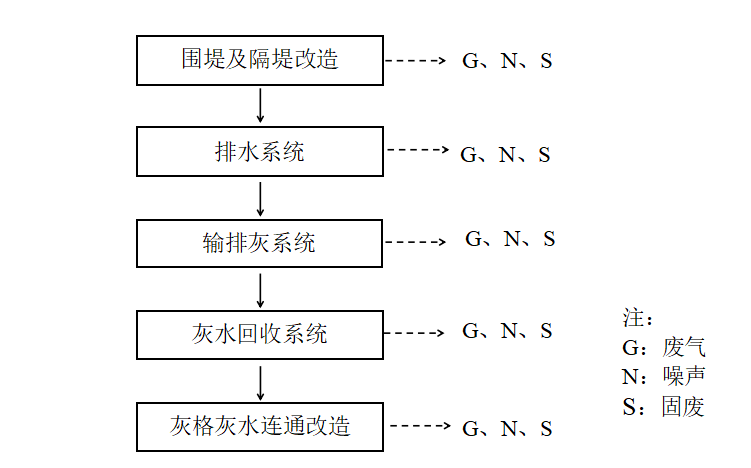 围堤及隔堤改造 G、N、S
排水系统 G、N、S
输排灰系统 G、N、S
灰水回收系统 G、N、S
灰格灰水连通改造 G、N、S
注：
G：废气
N：噪声
S：固废